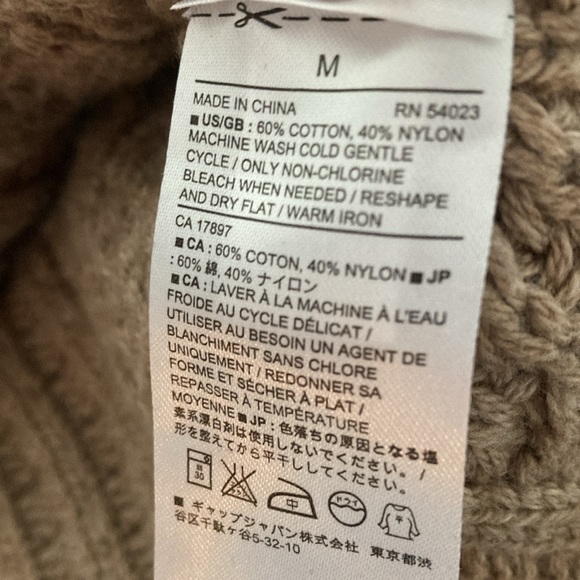 M
MADE IN CHINA RN 54023
■ US/GB : 60% COTTON, 40% NYLON
MACHINE WASH COLD GENTLE
CYCLE / ONLY NON-CHLORINE
BLEACH WHEN NEEDED / RESHAPE
AND DRY FLAT / WARM IRON
CA 17897
■ CA : 60% COTON, 40% NYLON ■ JP
: 60% 綿, 40% ナイロン
■ CA : LAVER À LA MACHINE À L'EAU
FROIDE AU CYCLE DÉLICAT /
UTILISER AU BESOIN UN AGENT DE
BLANCHIMENT SANS CHLORE
UNIQUEMENT / REDONNER SA
FORME ET SÉCHER À PLAT /
REPASSER À TEMPÉRATURE
MOYENNE ■ JP : 色落ちの原因となる塩
素系漂白剤は使用しないでください。 /
形を整えてから平干ししてください。
30 中 ドライ 平
■ ギャップジャパン株式会社 東京都渋
谷区千駄ヶ谷5-32-10